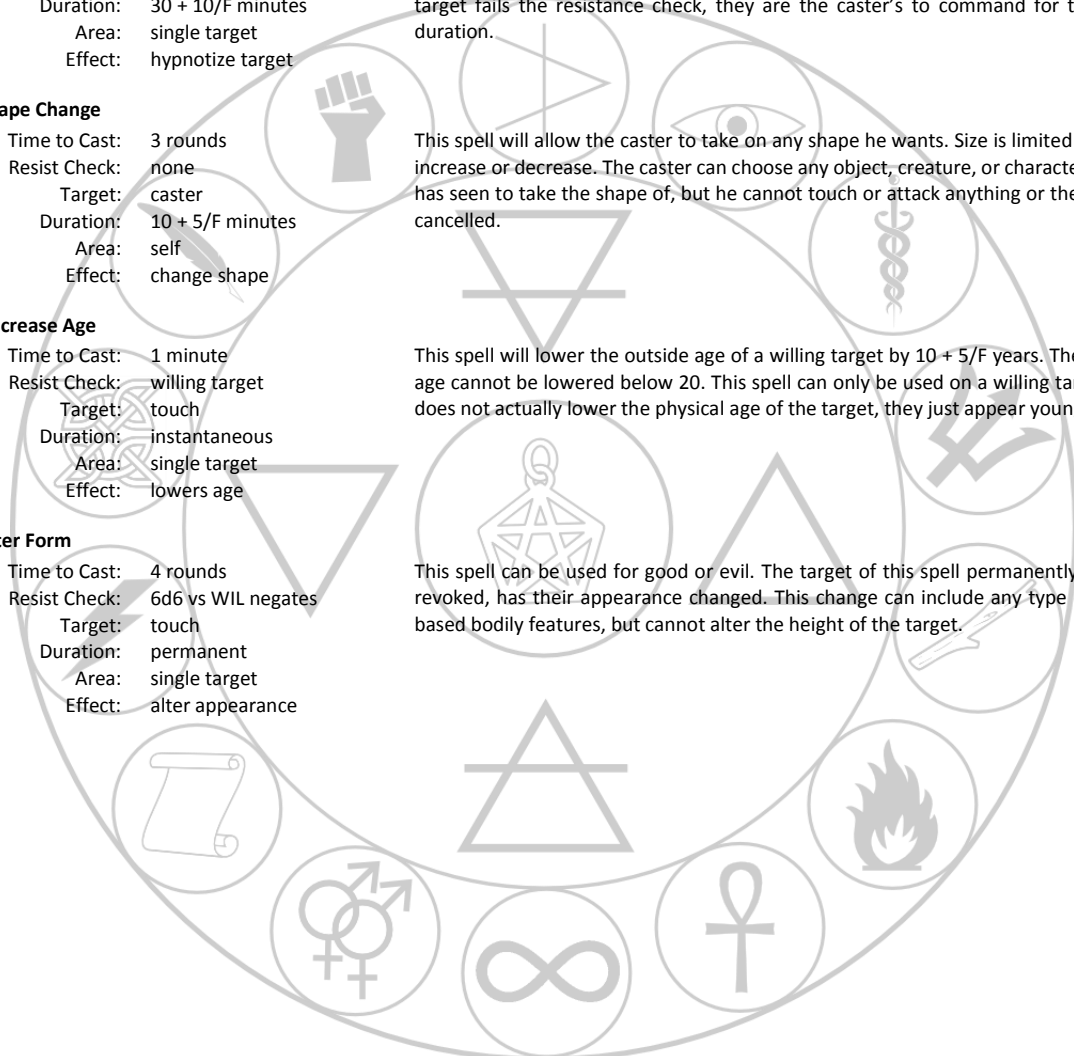 Duration: 30 + 10/F minutes
Area: single target
Effect: hypnotize target
target fails the resistance check, they are the caster's to command for t
duration.
ape Change
Time to Cast: 3 rounds
Resist Check: none
Target: caster
Duration: 10 + 5/F minutes
Area: self
Effect: change shape
This spell will allow the caster to take on any shape he wants. Size is limited
increase or decrease. The caster can choose any object, creature, or characte
has seen to take the shape of, but he cannot touch or attack anything or the
cancelled.
crease Age
Time to Cast: 1 minute
Resist Check: willing target
Target: touch
Duration: instantaneous
Area: single target
Effect: lowers age
This spell will lower the outside age of a willing target by 10 + 5/F years. The
age cannot be lowered below 20. This spell can only be used on a willing tar
does not actually lower the physical age of the target, they just appear youn
ter Form
Time to Cast: 4 rounds
Resist Check: 6d6 vs WIL negates
Target: touch
Duration: permanent
Area: single target
Effect: alter appearance
This spell can be used for good or evil. The target of this spell permanently
revoked, has their appearance changed. This change can include any type
based bodily features, but cannot alter the height of the target.